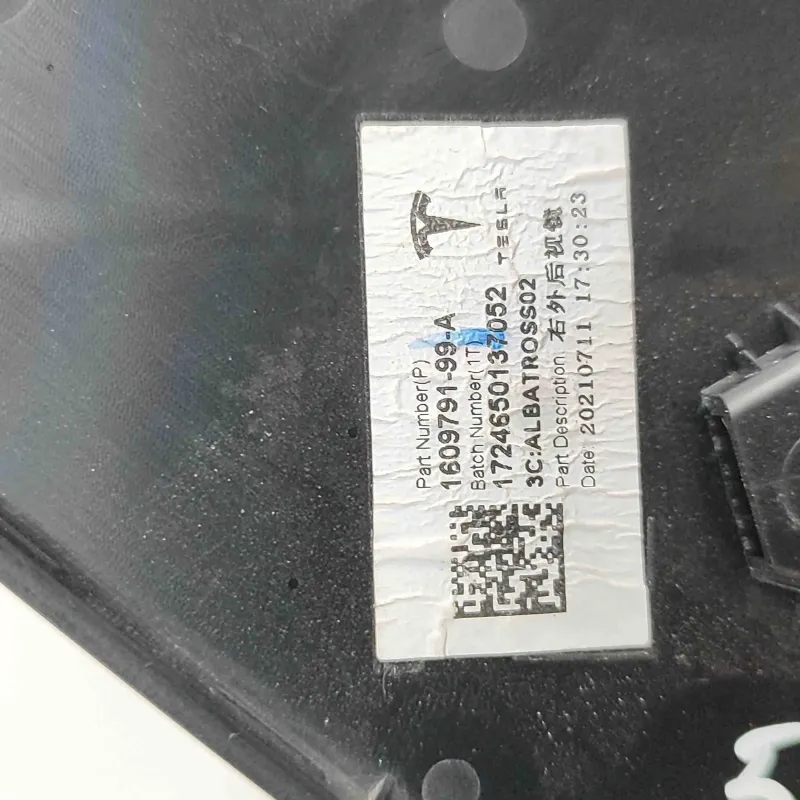 TESLA
Part Number(P)
1609791-99-A
Batch Number(1T)
1724650137052
3C:ALBATROSS02
Part Description: 右外后视镜
Date: 20210711 17:30:23